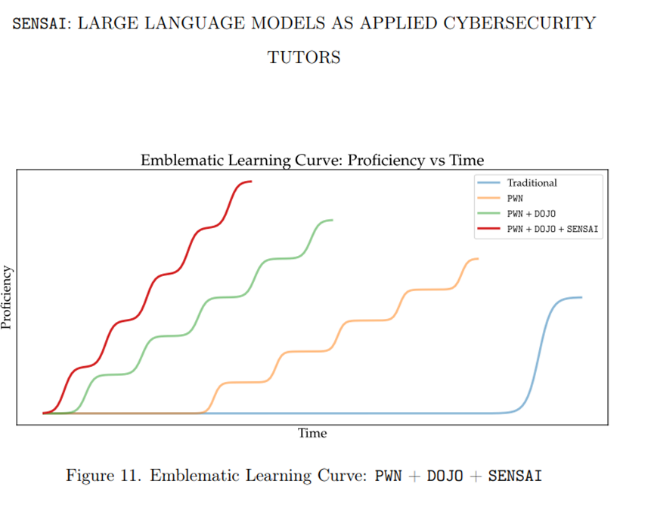 SENSAI: LARGE LANGUAGE MODELS AS APPLIED CYBERSECURITY
TUTORS
Emblematic Learning Curve: Proficiency vs Time
Traditional
PWN
PWN + DOJO
PWN + DOJO + SENSAI
Proficiency
Time
Figure 11. Emblematic Learning Curve: PWN + DOJO + SENSAI